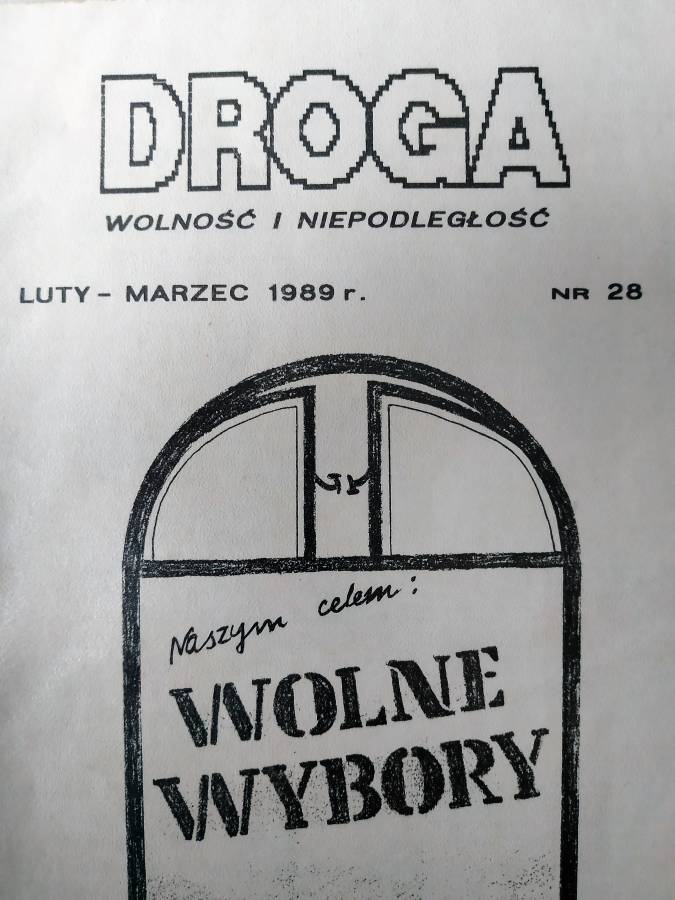 DROGA
WOLNOŚĆ I NIEPODLEGŁOŚĆ
LUTY - MARZEC 1989 r. NR 28
Naszym celem:
WOLNE
WYBORY